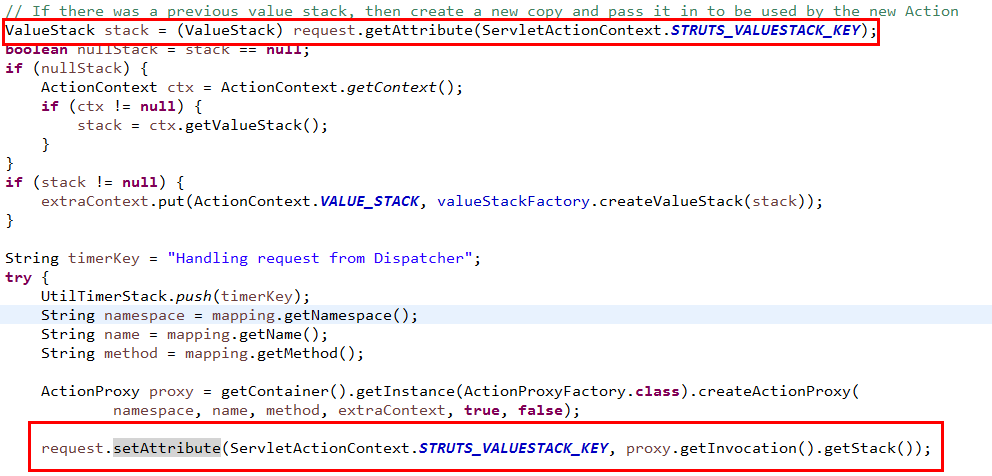 // If there was a previous value stack, then create a new copy and pass it in to be used by the new Action
ValueStack stack = (ValueStack) request.getAttribute(ServletActionContext.STRUTS_VALUESTACK_KEY);
boolean nullStack = stack == null;
if (nullStack) {
    ActionContext ctx = ActionContext.getContext();
    if (ctx != null) {
        stack = ctx.getValueStack();
    }
}
if (stack != null) {
    extraContext.put(ActionContext.VALUE_STACK, valueStackFactory.createValueStack(stack));
}

String timerKey = "Handling request from Dispatcher";
try {
    UtilTimerStack.push(timerKey);
    String namespace = mapping.getNamespace();
    String name = mapping.getName();
    String method = mapping.getMethod();

    ActionProxy proxy = getContainer().getInstance(ActionProxyFactory.class).createActionProxy(
            namespace, name, method, extraContext, true, false);

    request.setAttribute(ServletActionContext.STRUTS_VALUESTACK_KEY, proxy.getInvocation().getStack());